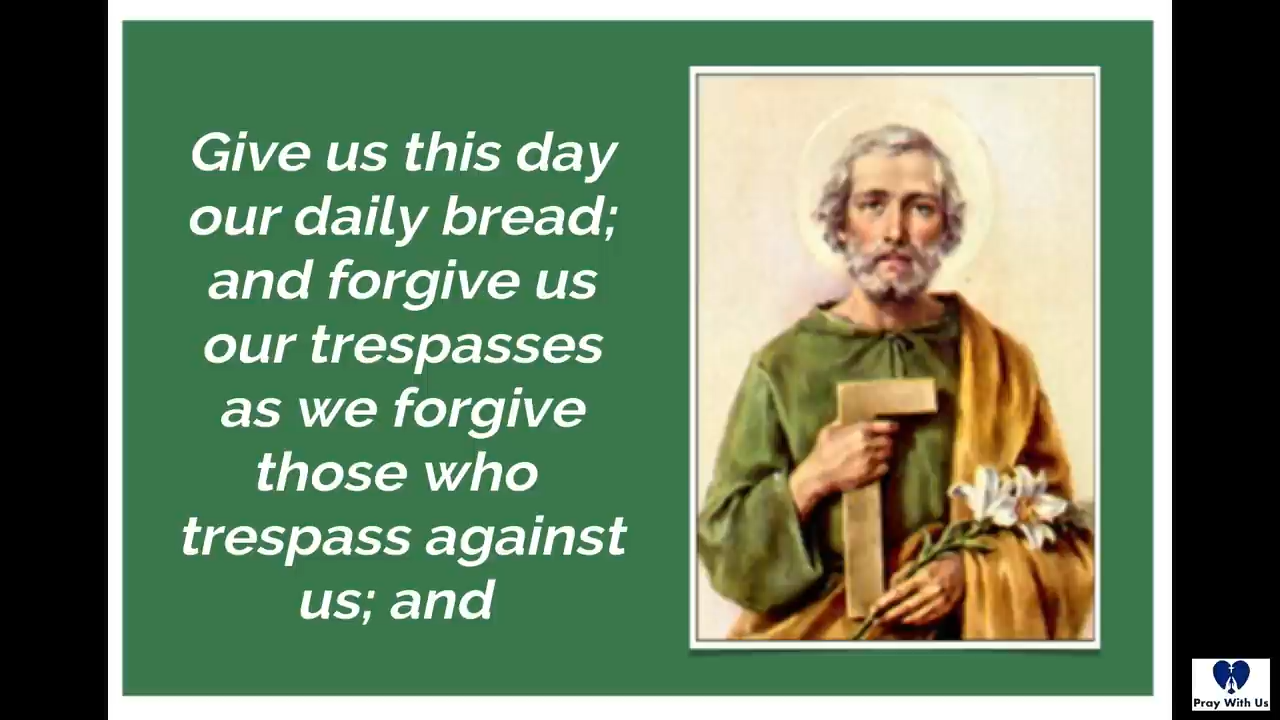 Give us this day
our daily bread;
and forgive us
our trespasses
as we forgive
those who
trespass against
us; and
Pray With Us